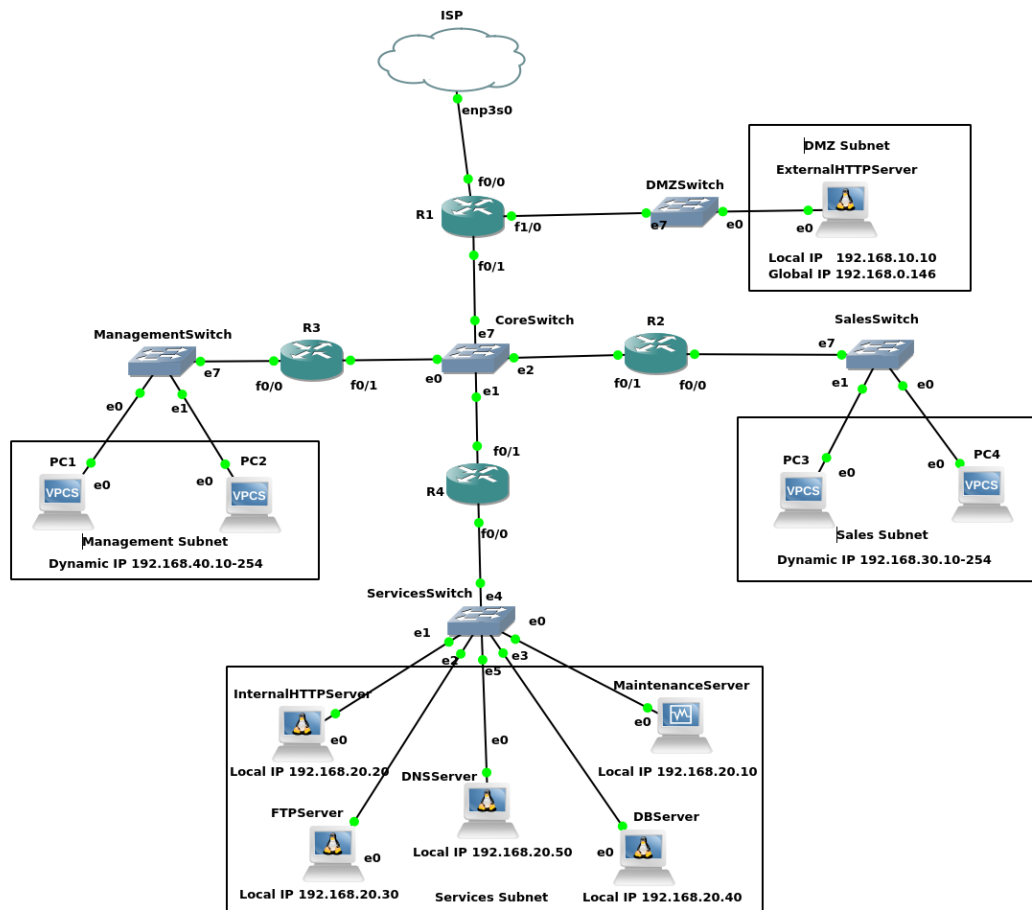 ISP
enp3s0
f0/0
R1
f1/0
f0/1
DMZSwitch
e7
e0
DMZ Subnet
ExternalHTTPServer
e0
Local IP 192.168.10.10
Global IP 192.168.0.146
ManagementSwitch
e7
e0
e1
R3
f0/0
f0/1
CoreSwitch
e7
e0
e2
e1
R2
f0/1
f0/0
SalesSwitch
e7
e1
e0
PC1
VPCS
e0
PC2
VPCS
e0
Management Subnet
Dynamic IP 192.168.40.10-254
f0/1
R4
f0/0
PC3
VPCS
e0
PC4
VPCS
e0
Sales Subnet
Dynamic IP 192.168.30.10-254
ServicesSwitch
e4
e1
e2
e5
e3
e0
InternalHTTPServer
e0
Local IP 192.168.20.20
MaintenanceServer
e0
Local IP 192.168.20.10
FTPServer
e0
Local IP 192.168.20.30
DNSServer
e0
Local IP 192.168.20.50
DBServer
e0
Local IP 192.168.20.40
Services Subnet